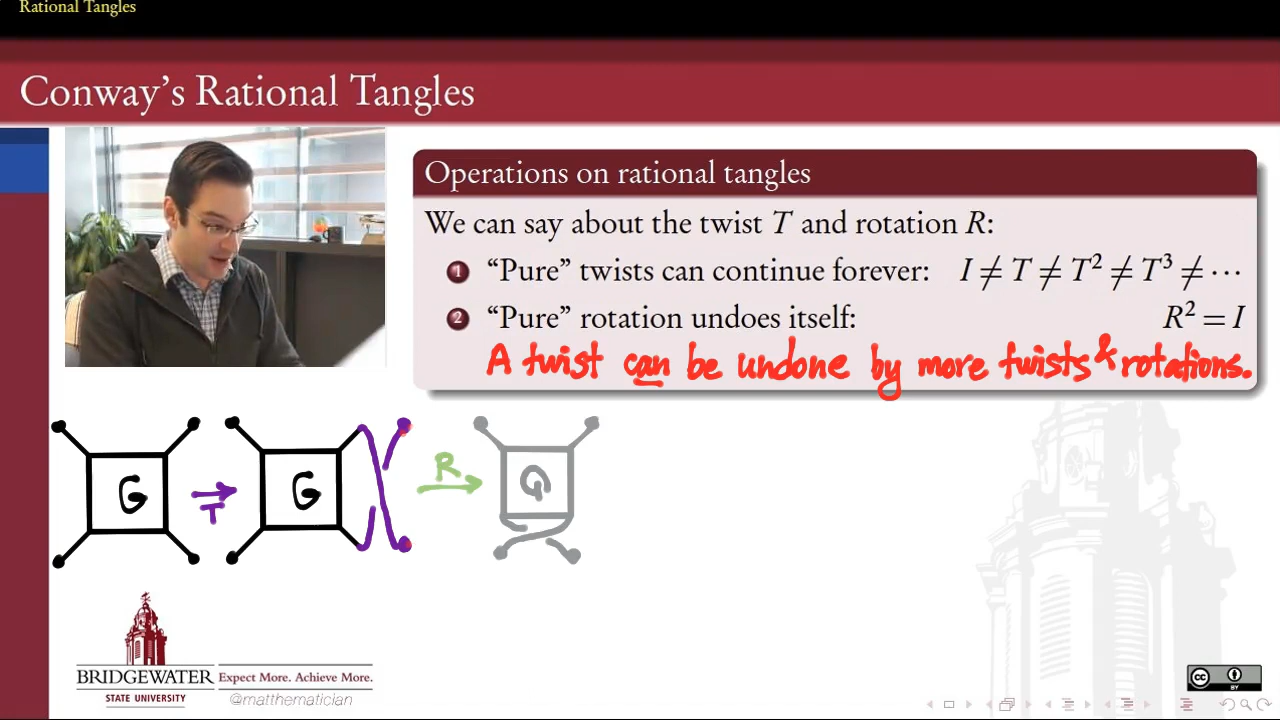 Rational Tangles
Conway's Rational Tangles
Operations on rational tangles
We can say about the twist T and rotation R:
1 "Pure" twists can continue forever: I ≠ T ≠ T² ≠ T³ ≠ ⋯
2 "Pure" rotation undoes itself: R² = I
A twist can be undone by more twists & rotations.
G T G R G
BRIDGEWATER
STATE UNIVERSITY
Expect More. Achieve More.
@matthematician
CC BY